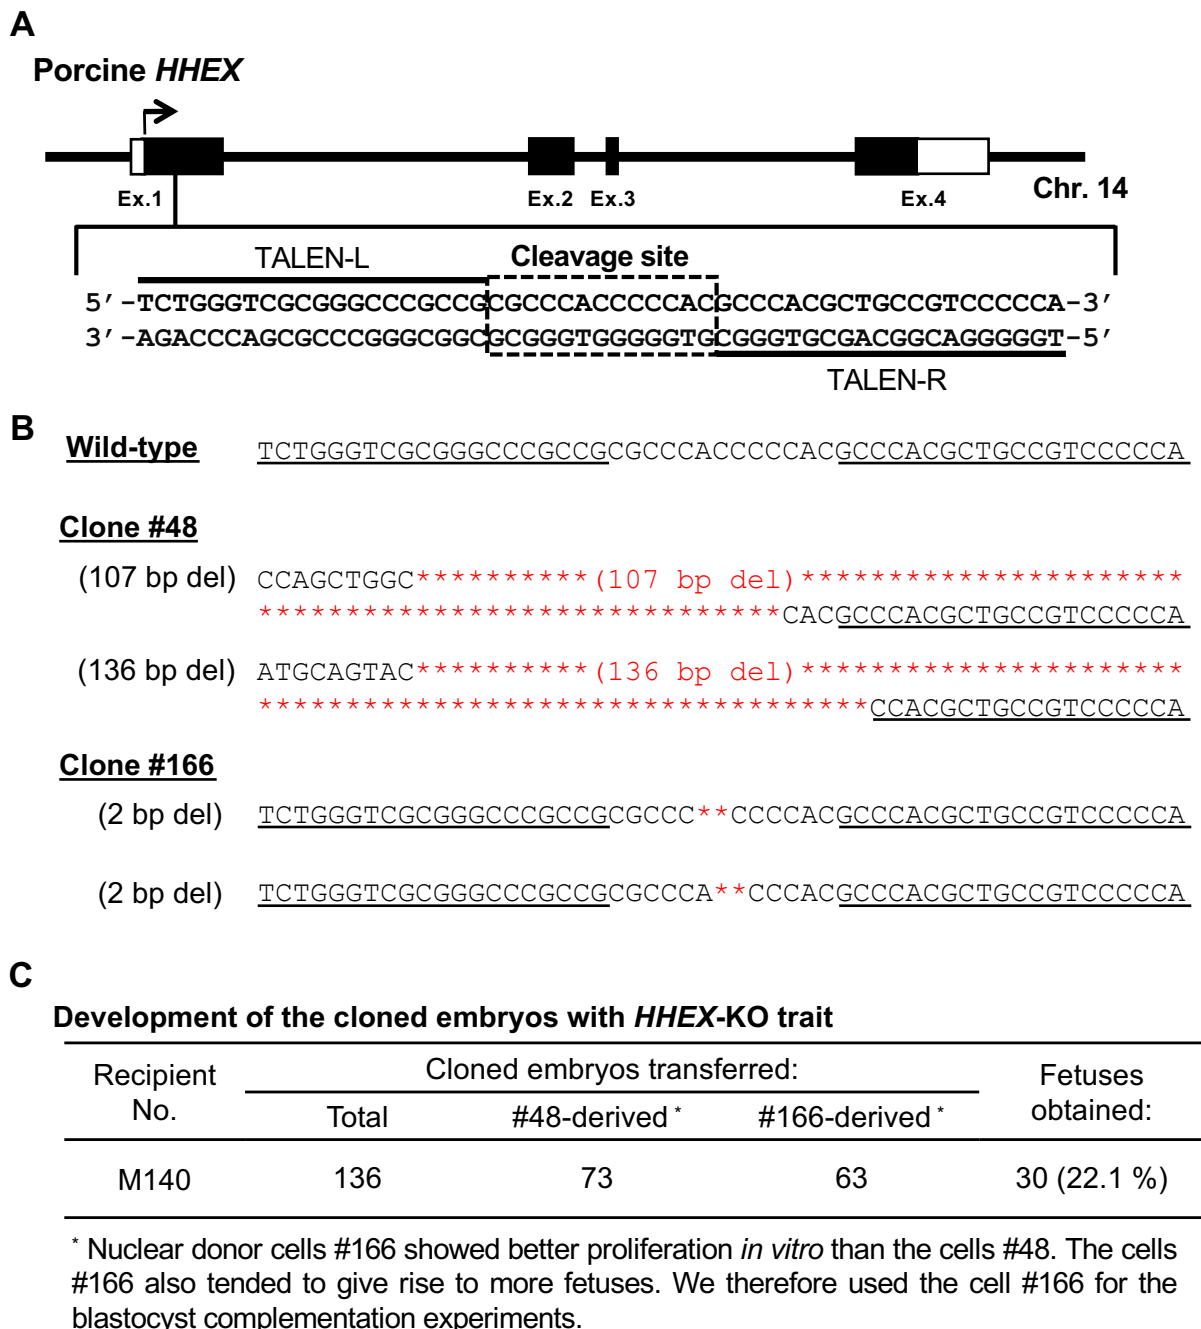 A
Porcine HHEX
Ex.1
Ex.2
Ex.3
Ex.4
Chr. 14
TALEN-L
Cleavage site
5′-TCTGGGTCGCGGGCCCGCCGCGCCCACCCCCACGCCCACGCTGCCGTCCCCCA-3′
3′-AGACCCAGCGCCCGGGCGGCGCGGGTGGGGGTGCGGGTGCGACGGCAGGGGGT-5′
TALEN-R
B
Wild-type TCTGGGTCGCGGGCCCGCCGCGCCCACCCCCACGCCCACGCTGCCGTCCCCCA
Clone #48
(107 bp del) CCAGCTGGC**********(107 bp del)**********************
******************************CACGCCCACGCTGCCGTCCCCCA
(136 bp del) ATGCAGTAC**********(136 bp del)**********************
***********************************CCACGCTGCCGTCCCCCA
Clone #166
(2 bp del) TCTGGGTCGCGGGCCCGCCGCGCCC**CCCCACGCCCACGCTGCCGTCCCCCA
(2 bp del) TCTGGGTCGCGGGCCCGCCGCGCCCA**CCCACGCCCACGCTGCCGTCCCCCA
C
Development of the cloned embryos with HHEX-KO trait
Recipient No.
Cloned embryos transferred:
Fetuses obtained:
Total
#48-derived *
#166-derived *
M140 136 73 63 30 (22.1 %)
* Nuclear donor cells #166 showed better proliferation in vitro than the cells #48. The cells
#166 also tended to give rise to more fetuses. We therefore used the cell #166 for the
blastocyst complementation experiments.